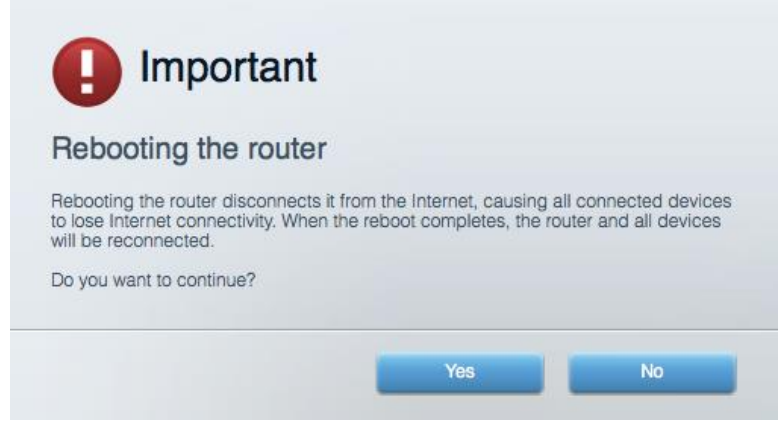 Important
Rebooting the router
Rebooting the router disconnects it from the Internet, causing all connected devices
to lose Internet connectivity. When the reboot completes, the router and all devices
will be reconnected.
Do you want to continue?
Yes No